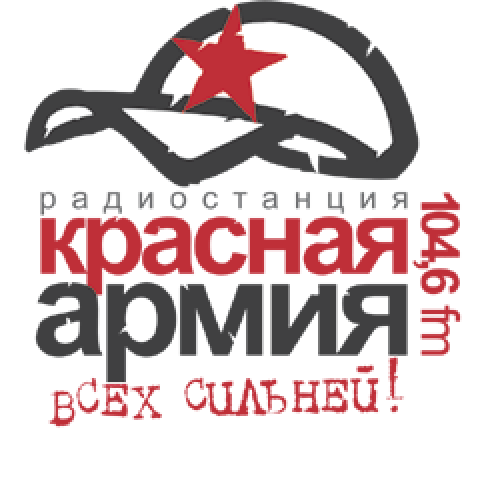 радиостанция
красная
армия
104,6 fm
всех сильней!